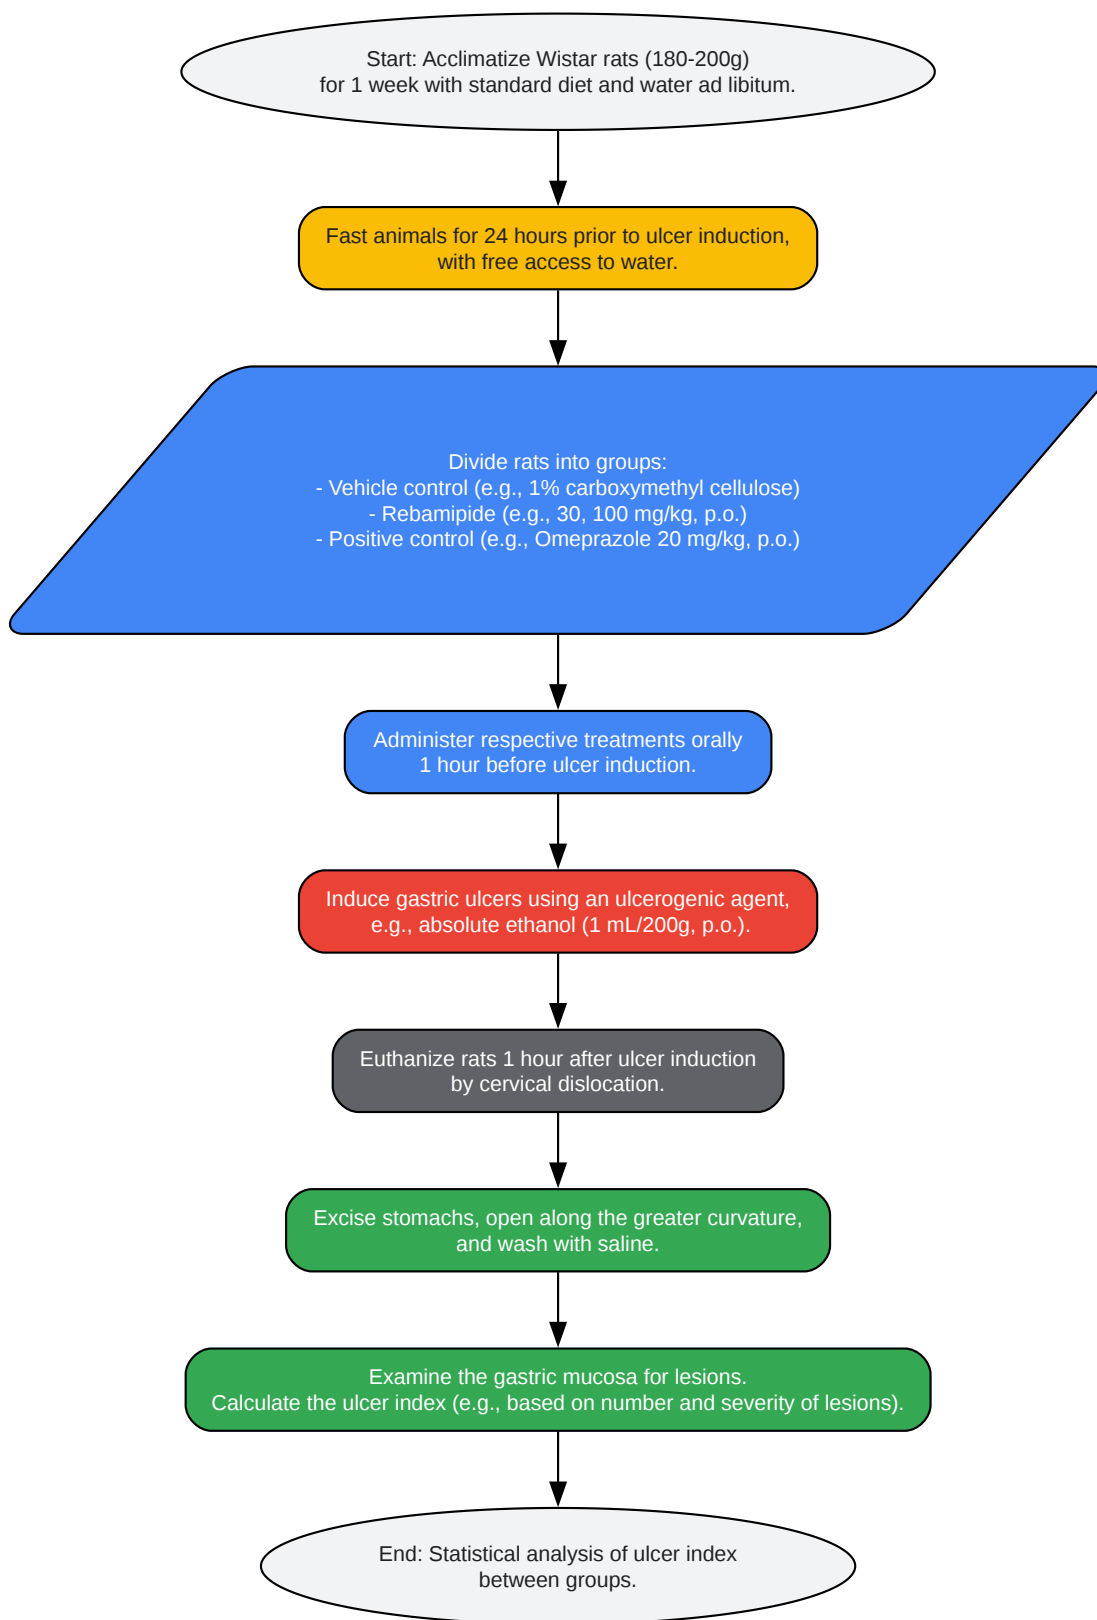 Start: Acclimatize Wistar rats (180-200g)
for 1 week with standard diet and water ad libitum.
Fast animals for 24 hours prior to ulcer induction,
with free access to water.
Divide rats into groups:
- Vehicle control (e.g., 1% carboxymethyl cellulose)
- Rebamipide (e.g., 30, 100 mg/kg, p.o.)
- Positive control (e.g., Omeprazole 20 mg/kg, p.o.)
Administer respective treatments orally
1 hour before ulcer induction.
Induce gastric ulcers using an ulcerogenic agent,
e.g., absolute ethanol (1 mL/200g, p.o.).
Euthanize rats 1 hour after ulcer induction
by cervical dislocation.
Excise stomachs, open along the greater curvature,
and wash with saline.
Examine the gastric mucosa for lesions.
Calculate the ulcer index (e.g., based on number and severity of lesions).
End: Statistical analysis of ulcer index
between groups.